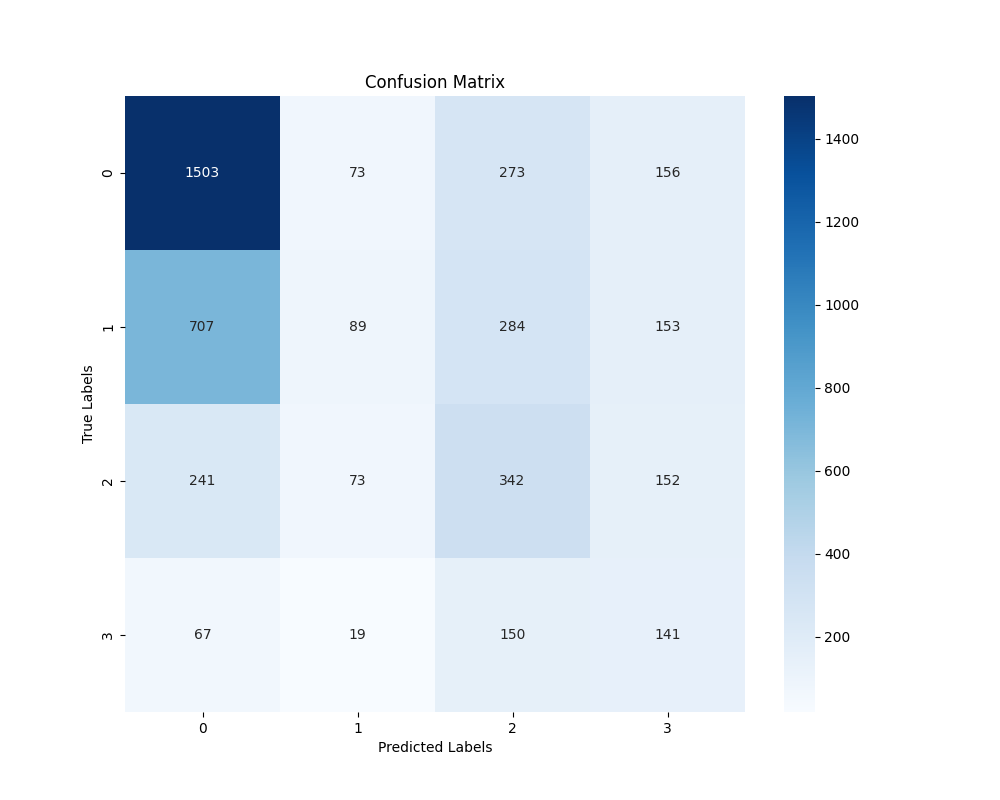 Confusion Matrix
0 1503 73 273 156
1 707 89 284 153
2 241 73 342 152
3 67 19 150 141
0 1 2 3
True Labels
Predicted Labels
1400
1200
1000
800
600
400
200